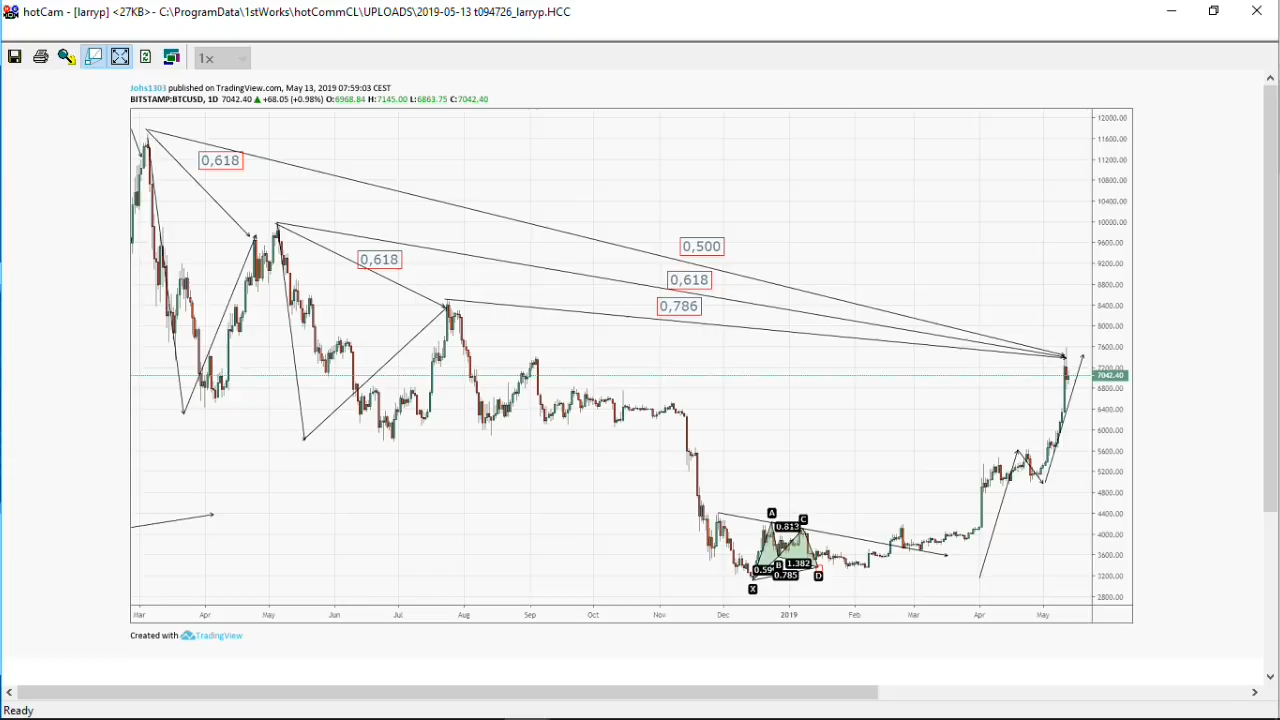 hotCam - [larryp] <27KB>- C:\ProgramData\1stWorks\hotCommCL\UPLOADS\2019-05-13 t094726_larryp.HCC
1x
Johs1303 published on TradingView.com, May 13, 2019 07:59:03 CEST
BITSTAMP:BTCUSD, 1D 7042.40 ▲ +68.05 (+0.98%) O:6968.84 H:7145.00 L:6863.75 C:7042.40
12000.00
11600.00
11200.00
10800.00
10400.00
10000.00
9600.00
9200.00
8800.00
8400.00
8000.00
7600.00
7200.00
7042.40
6800.00
6400.00
6000.00
5600.00
5200.00
4800.00
4400.00
4000.00
3600.00
3200.00
2800.00
0,618
0,500
0,618
0,618
0,786
A
C
0.813
B
1.382
0.785
D
X
Mar Apr May Jun Jul Aug Sep Oct Nov Dec 2019 Feb Mar Apr May
Created with TradingView
Ready